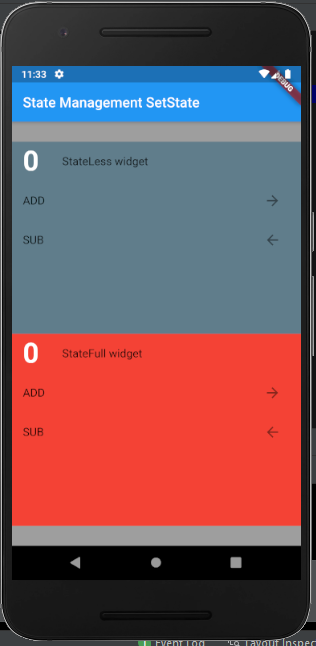 11:33
DEBUG
State Management SetState
0 StateLess widget
ADD
SUB
0 StateFull widget
ADD
SUB
Event Log Layout Inspec